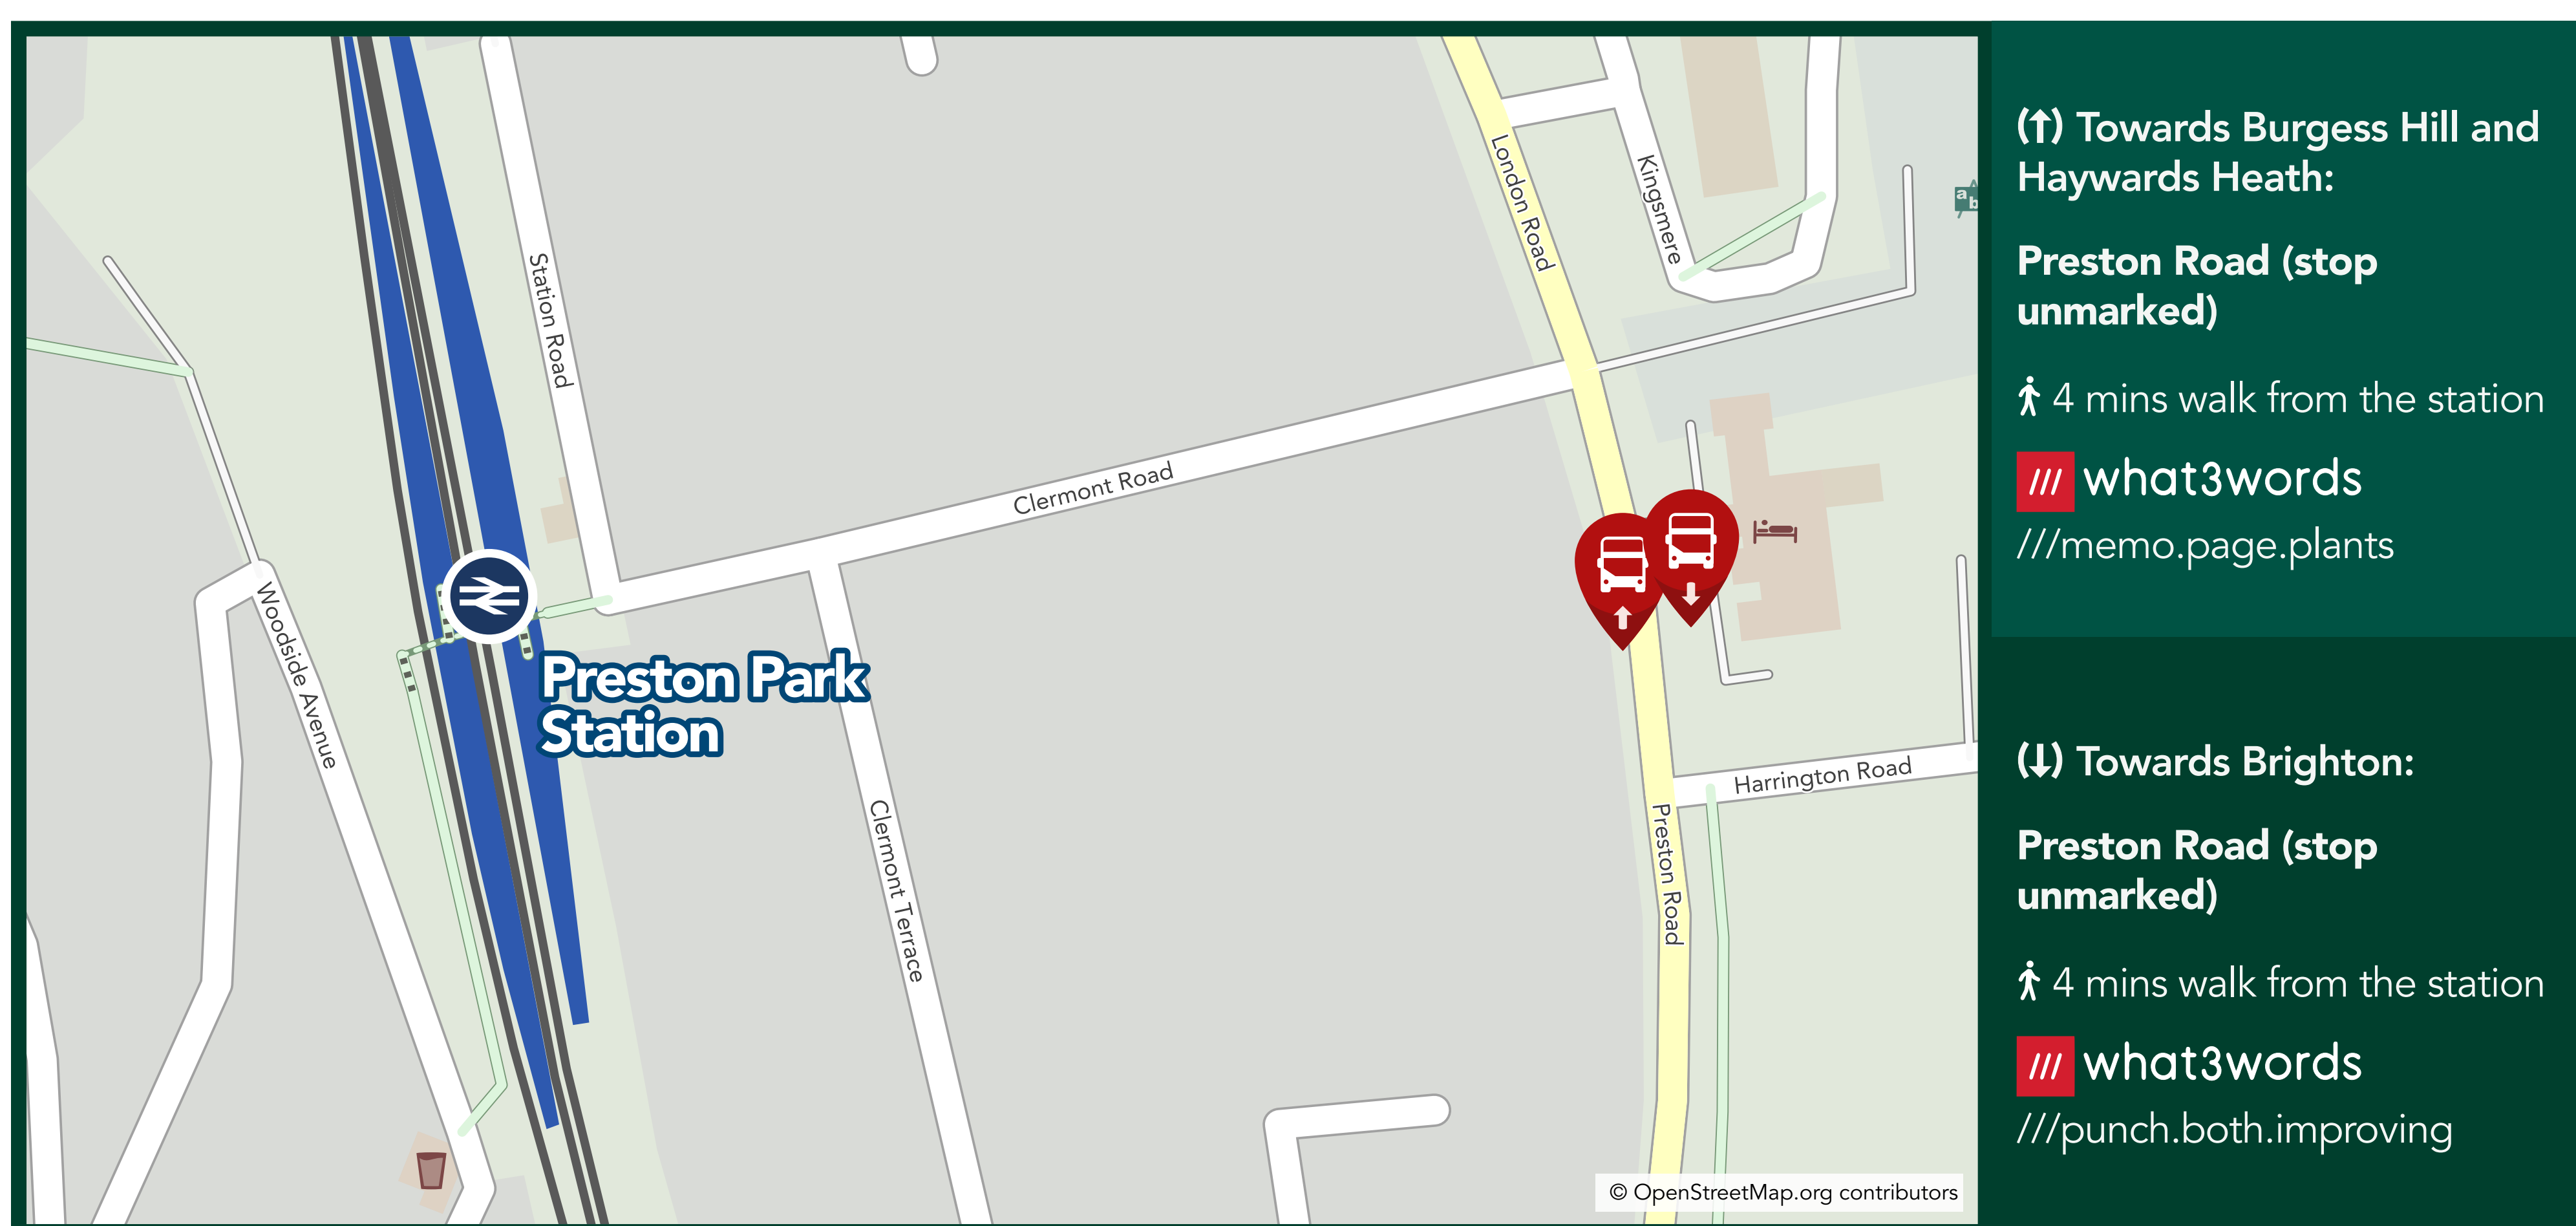 Station Road
London Road
Kingsmere
Clermont Road
Woodside Avenue
Preston Park
Station
Clermont Terrace
Harrington Road
Preston Road
© OpenStreetMap.org contributors
(↑) Towards Burgess Hill and
Haywards Heath:
Preston Road (stop
unmarked)
4 mins walk from the station
/// what3words
///memo.page.plants
(↓) Towards Brighton:
Preston Road (stop
unmarked)
4 mins walk from the station
/// what3words
///punch.both.improving